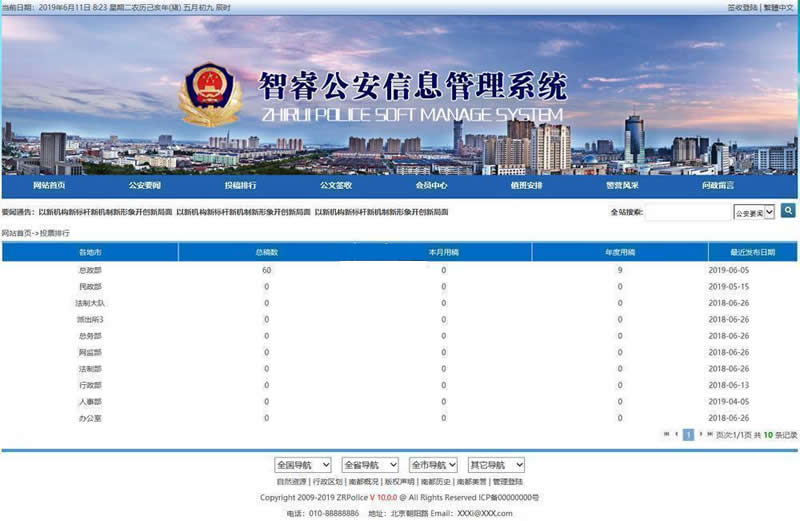 当前日期：2019年6月11日 8:23 星期二农历己亥年(猪) 五月初九 辰时 签收登陆 | 繁體中文
智睿公安信息管理系统
ZHIRUI POLICE SOFT MANAGE SYSTEM
网站首页 公安要闻 投稿排行 公文签收 会员中心 值班安排 警营风采 问政留言
要闻通告：以新机构新标杆新机制新形象开创新局面 以新机构新标杆新机制新形象开创新局面 以新机构新标杆新机制新形象开创新局面 全站搜索: 公安要闻
网站首页->投票排行
各地市 总稿数 本月用稿 年度用稿 最近发布日期
总政部 60 0 9 2019-06-05
民政部 0 0 0 2019-05-15
法制大队 0 0 0 2018-06-26
派出所3 0 0 0 2018-06-26
总务部 0 0 0 2018-06-26
网监部 0 0 0 2018-06-26
法制部 0 0 0 2018-06-26
行政部 0 0 0 2018-06-13
人事部 0 0 0 2019-04-05
办公室 0 0 0 2018-06-26
1 页次:1/1页 共 10 条记录
全国导航 全省导航 全市导航 其它导航
自然资源 | 行政区划 | 南都概况 | 版权声明 | 南都历史 | 南都美景 | 管理登陆
Copyright 2009-2019 ZRPolice V 10.0.0 @ All Rights Reserved ICP备00000000号
电话：010-88888886 地址：北京朝阳路 Email：XXXi@XXX.com